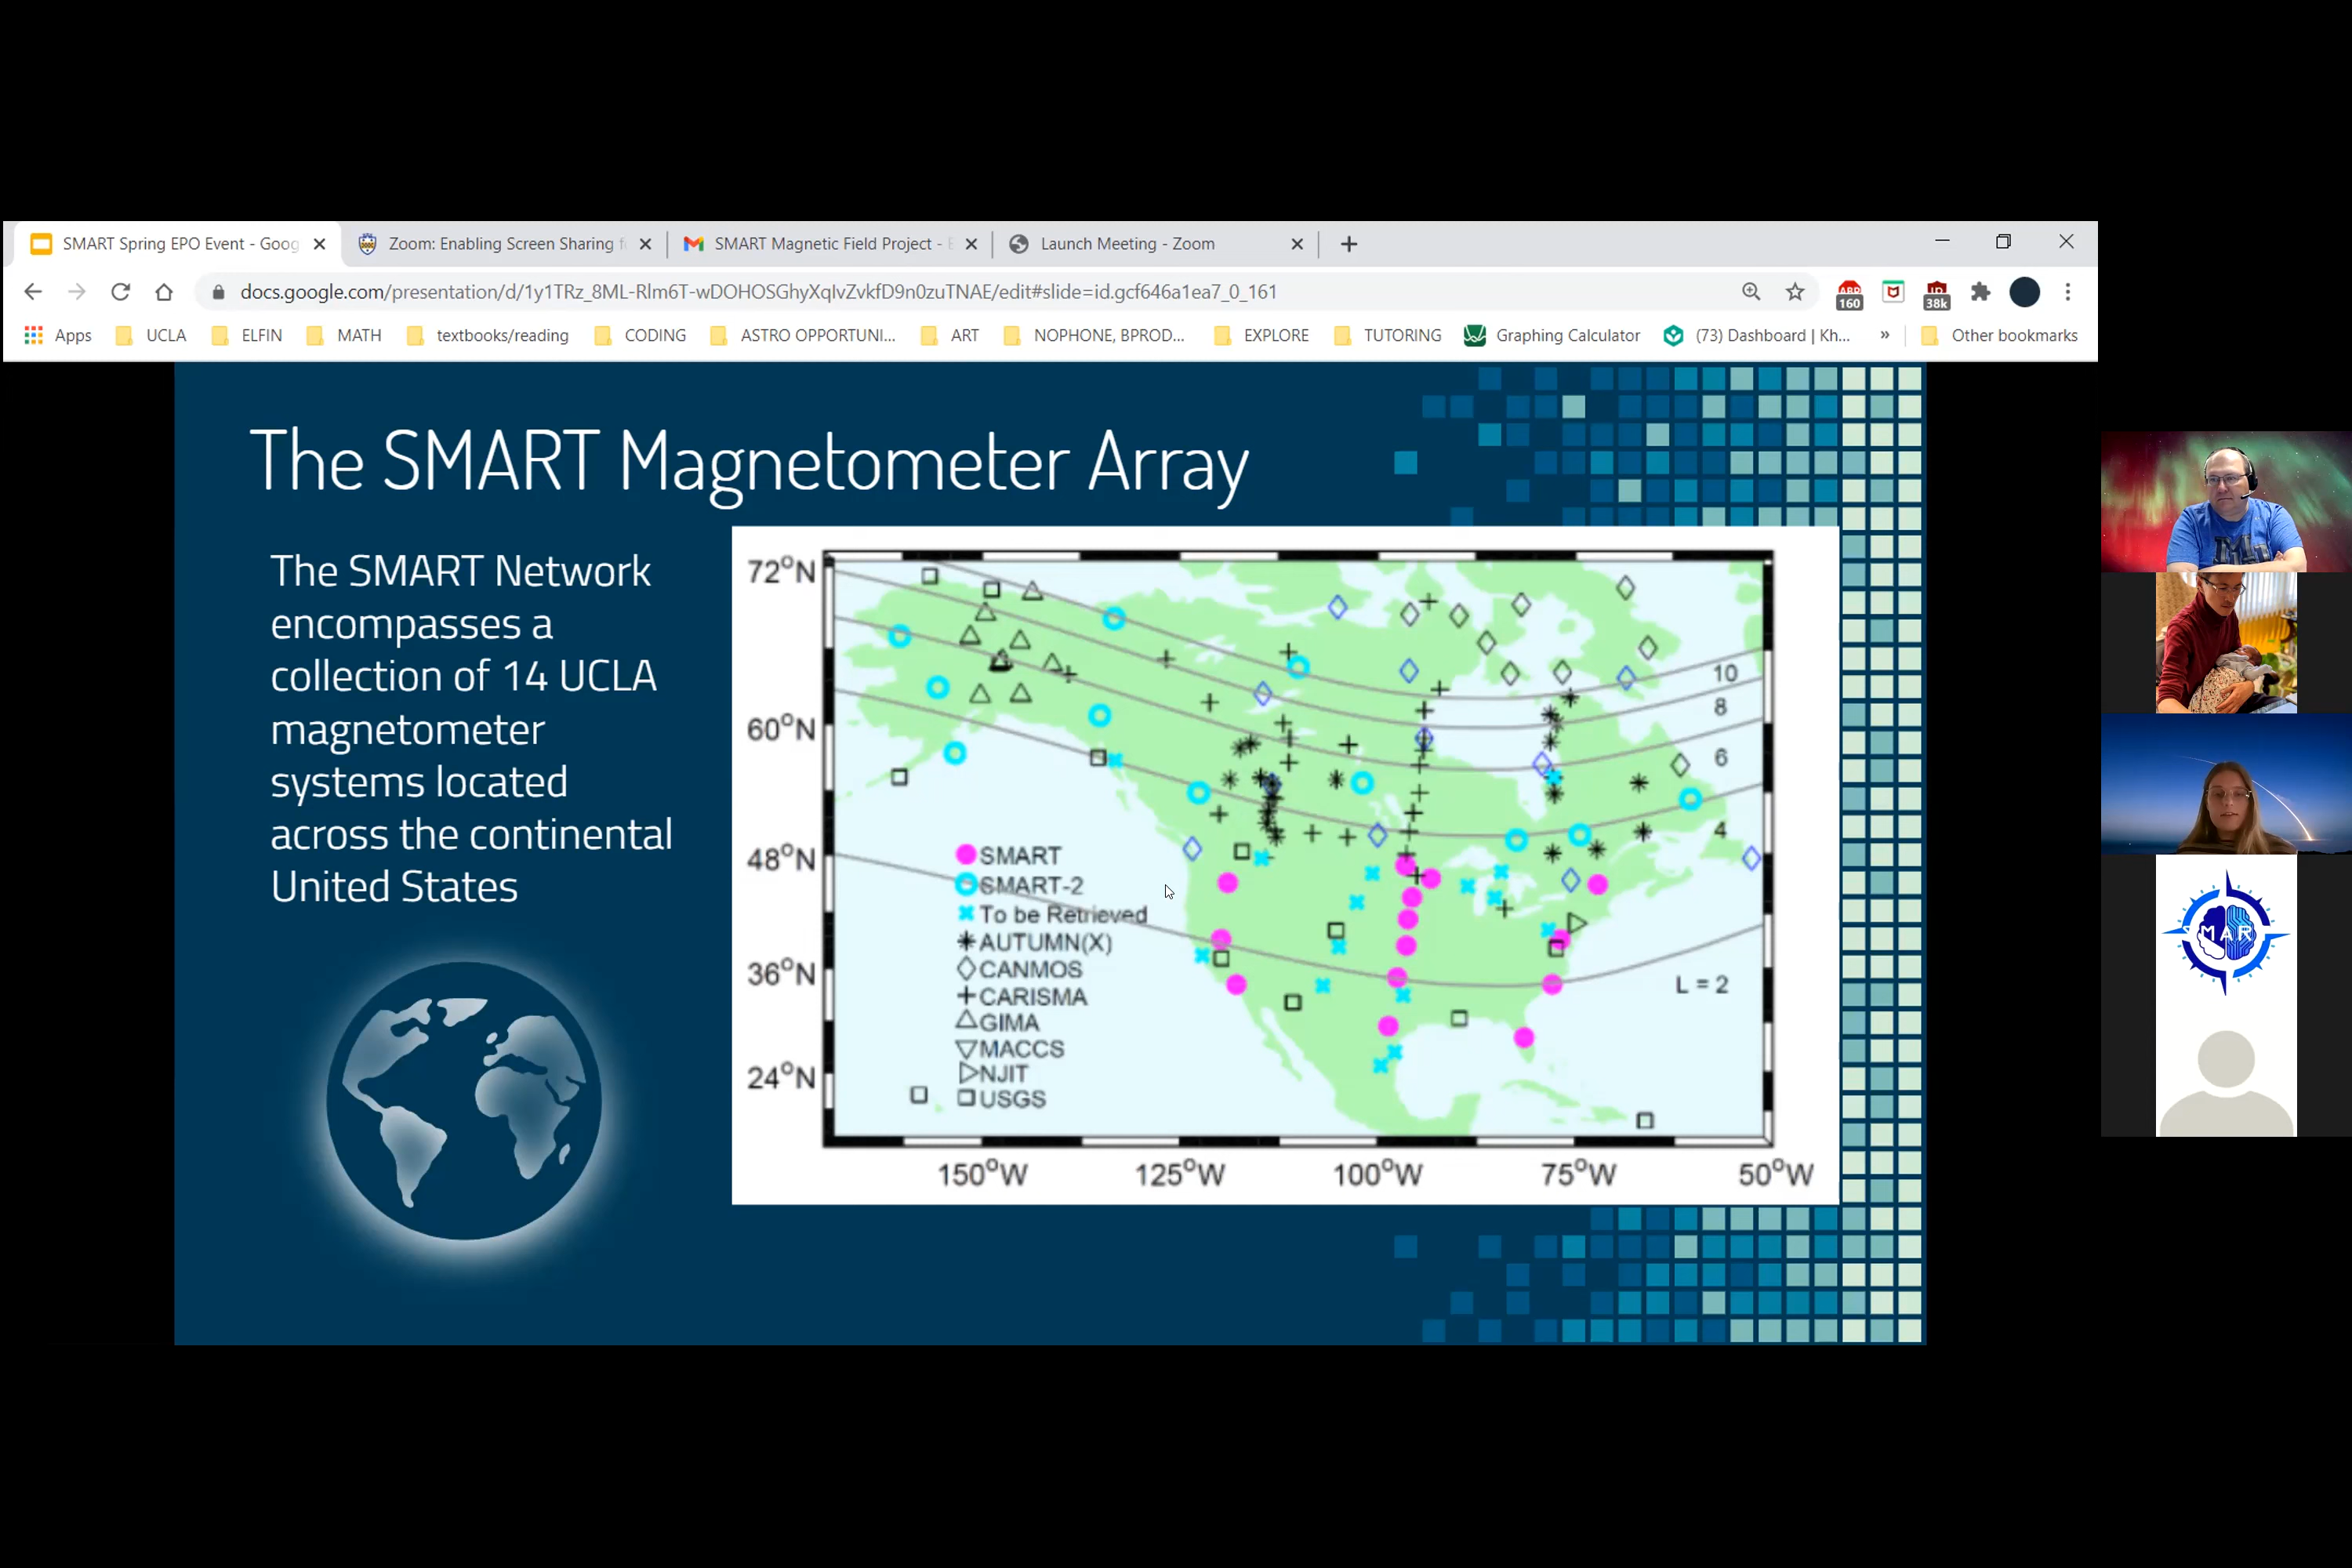 SMART Spring EPO Event - Goog
Zoom: Enabling Screen Sharing f
SMART Magnetic Field Project -
Launch Meeting - Zoom
docs.google.com/presentation/d/1y1TRz_8ML-Rlm6T-wDOHOSGhyXqlvZvkfD9n0zuTNAE/edit#slide=id.gcf646a1ea7_0_161
ABP
160
38k
Apps
UCLA
ELFIN
MATH
textbooks/reading
CODING
ASTRO OPPORTUNI...
ART
NOPHONE, BPROD...
EXPLORE
TUTORING
Graphing Calculator
(73) Dashboard | Kh...
»
Other bookmarks
The SMART Magnetometer Array
The SMART Network
encompasses a
collection of 14 UCLA
magnetometer
systems located
across the continental
United States
72°N
60°N
48°N
36°N
24°N
10
8
6
4
L = 2
SMART
SMART-2
To be Retrieved
AUTUMN(X)
CANMOS
CARISMA
GIMA
MACCS
NJIT
USGS
150°W
125°W
100°W
75°W
50°W
SMART